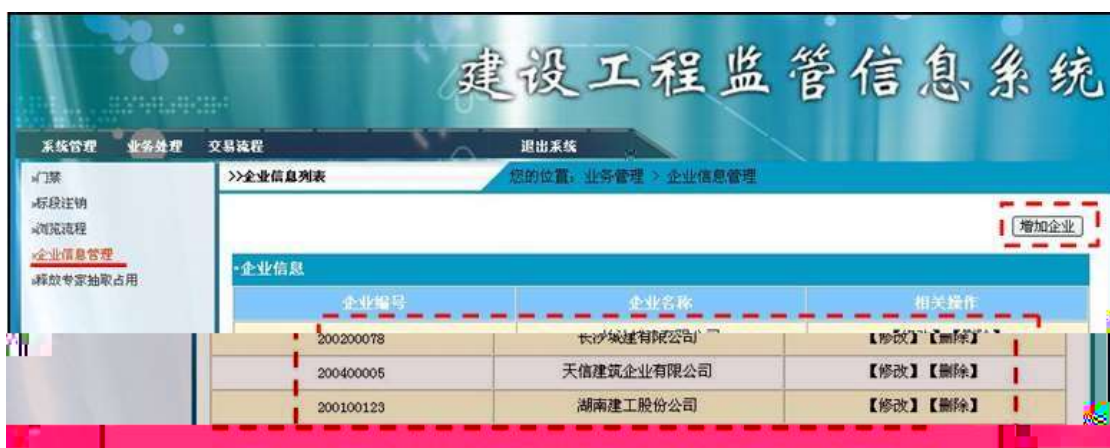 建设工程监管信息系统
系统管理 业务处理 交易流程 退出系统
»门禁
»标段注销
»浏览流程
»企业信息管理
»释放专家抽取占用
>>企业信息列表 您的位置：业务管理 > 企业信息管理
增加企业
企业信息
企业编号 企业名称 相关操作
200200078 【修改】【删除】
200400005 天信建筑企业有限公司 【修改】【删除】
200100123 湖南建工股份公司 【修改】【删除】